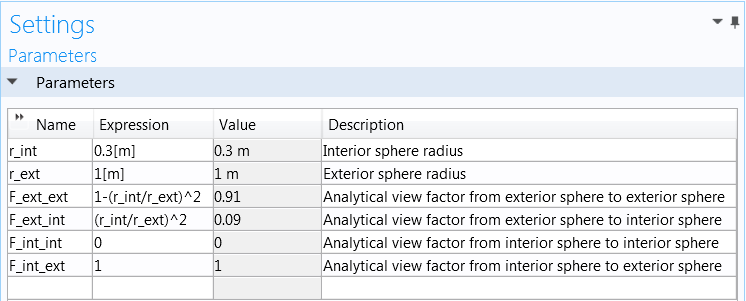 Settings
Parameters
Parameters
Name Expression Value Description
r_int 0.3[m] 0.3 m Interior sphere radius
r_ext 1[m] 1 m Exterior sphere radius
F_ext_ext 1-(r_int/r_ext)^2 0.91 Analytical view factor from exterior sphere to exterior sphere
F_ext_int (r_int/r_ext)^2 0.09 Analytical view factor from exterior sphere to interior sphere
F_int_int 0 0 Analytical view factor from interior sphere to interior sphere
F_int_ext 1 1 Analytical view factor from interior sphere to exterior sphere